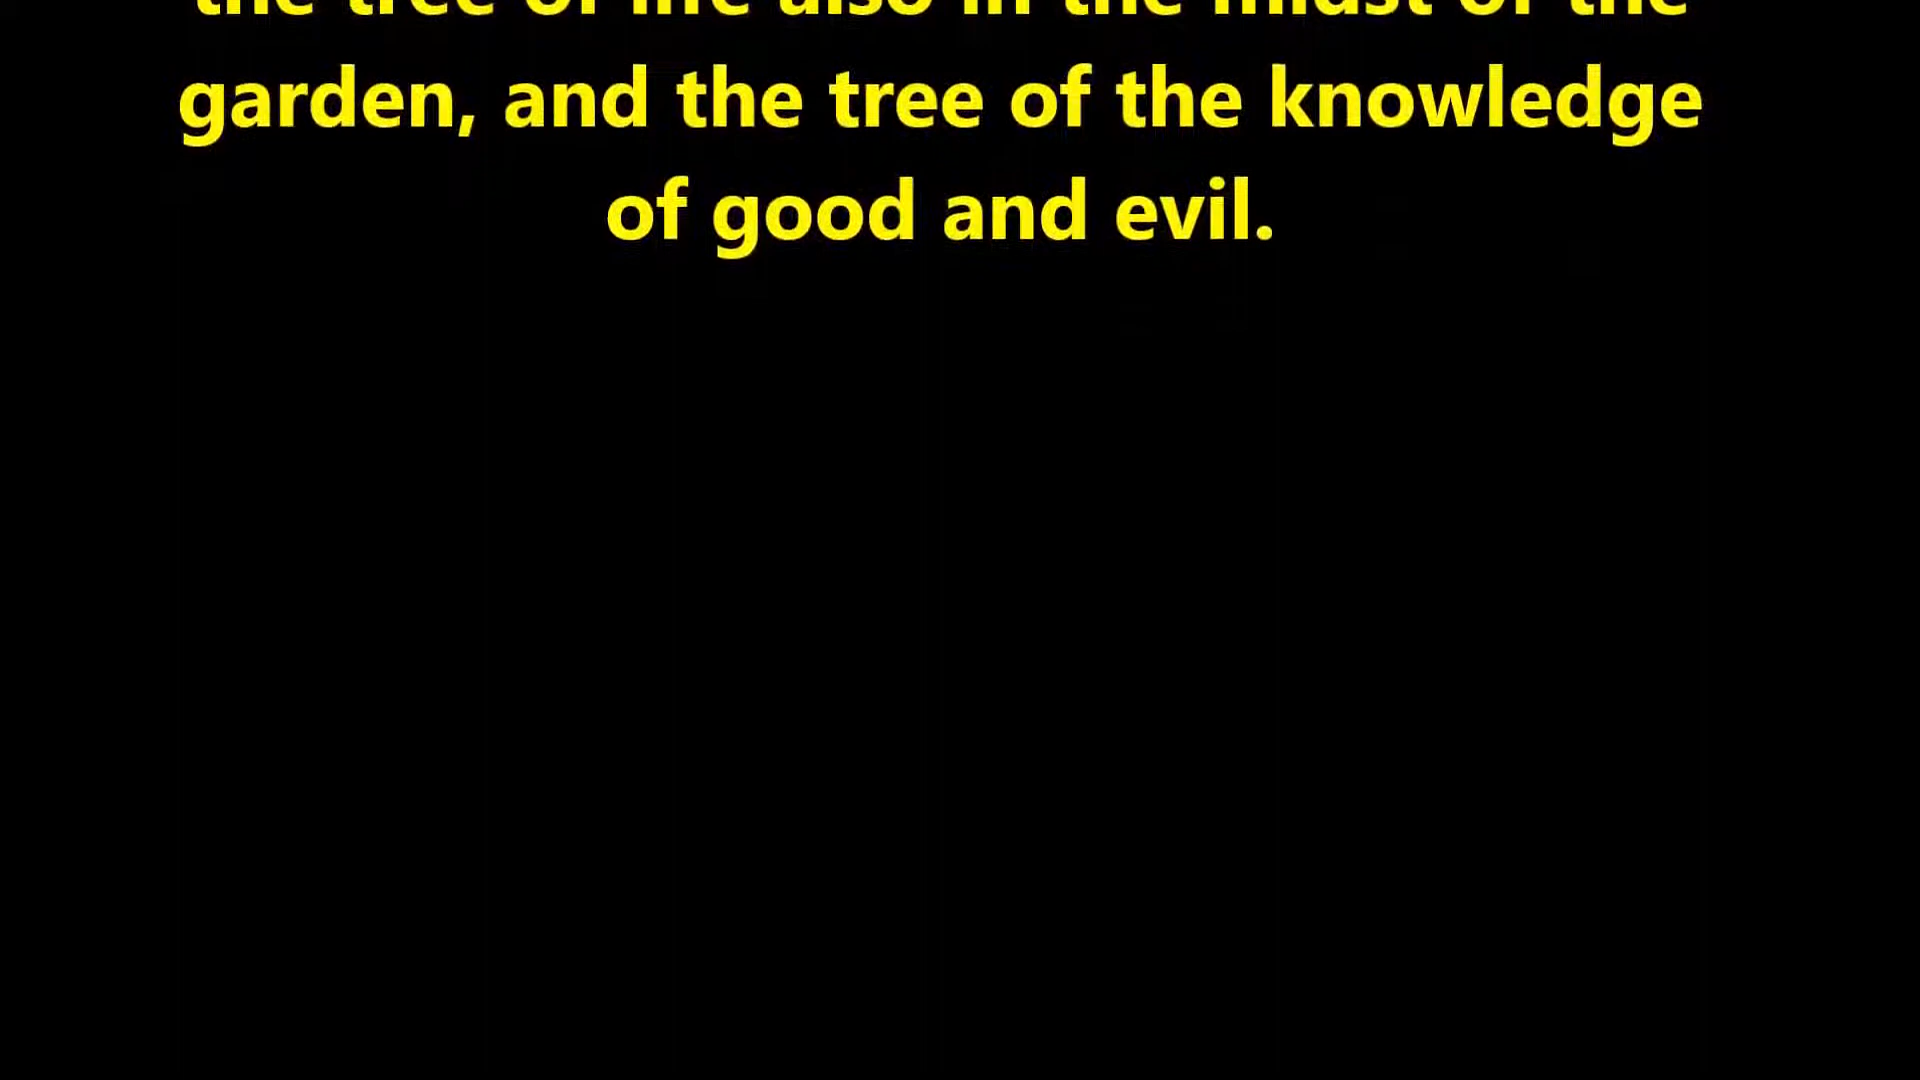 the tree of life also in the midst of the
garden, and the tree of the knowledge
of good and evil.